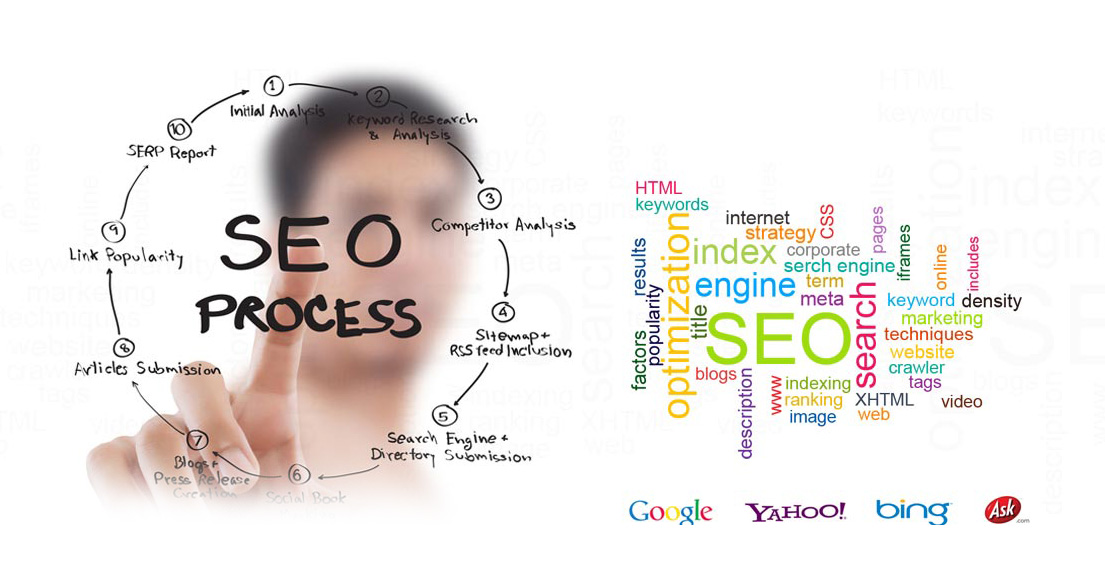 SEO
PROCESS
1
Initial Analysis
2
Keyword Research
& Analysis
3
Competitor Analysis
4
Sitemap+
RSS feed Inclusion
5
Search Engine +
Directory Submission
6
Social Book
7
Blogs+
Press Release
Creation
8
Articles Submission
9
Link Popularity
10
SERP Report
HTML
keywords
optimization
results
popularity
factors
internet
strategy
CSS
index
corporate
pages
serch engine
iframes
engine
term
meta
online
includes
title
SEO
search
keyword
density
marketing
techniques
website
crawler
tags
blogs
description
www
indexing
ranking
image
XHTML
web
video
Google
YAHOO!
bing
Ask
.com